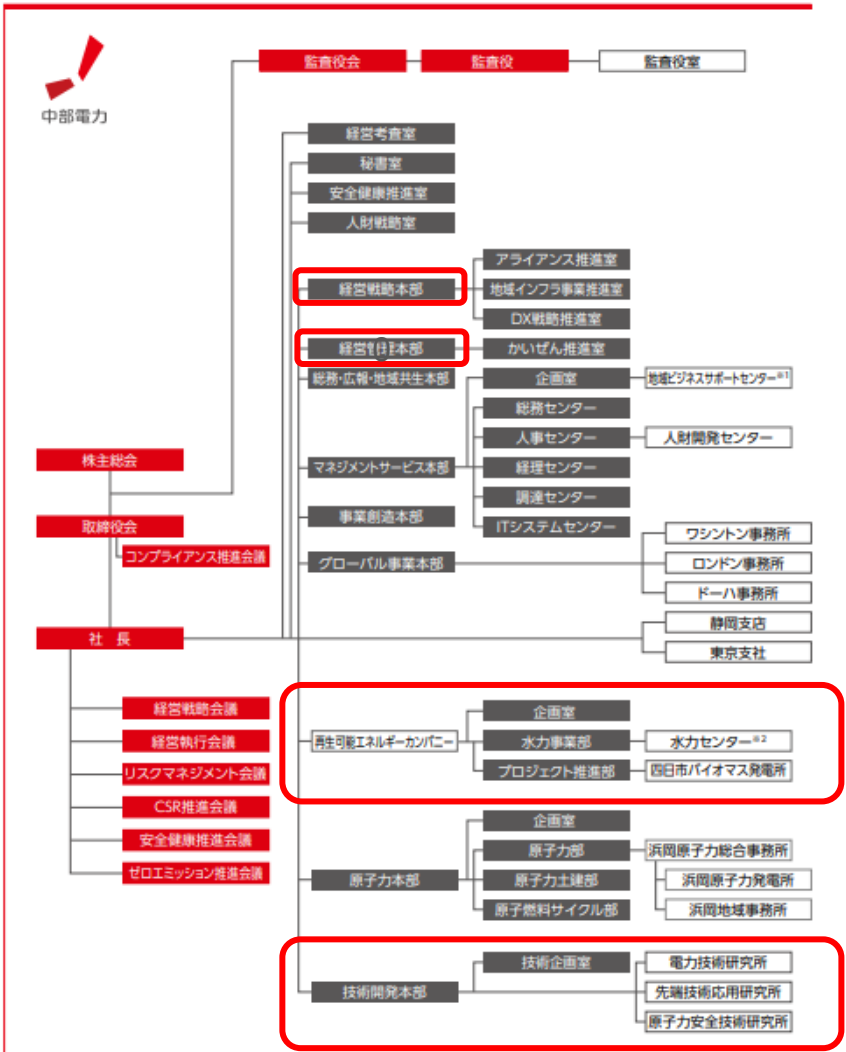 監査役会
監査役
監査役室
中部電力
経営考査室
秘書室
安全健康推進室
人財戦略室
アライアンス推進室
経営戦略本部
地域インフラ事業推進室
DX戦略推進室
経営管理本部
かいぜん推進室
総務・広報・地域共生本部
企画室
地域ビジネスサポートセンター※1
総務センター
人事センター
人財開発センター
株主総会
マネジメントサービス本部
経理センター
調達センター
事業創造本部
ITシステムセンター
取締役会
ワシントン事務所
コンプライアンス推進会議
グローバル事業本部
ロンドン事務所
ドーハ事務所
静岡支店
社 長
東京支社
経営戦略会議
企画室
経営執行会議
再生可能エネルギーカンパニー
水力事業部
水力センター※2
リスクマネジメント会議
プロジェクト推進部
四日市バイオマス発電所
CSR推進会議
企画室
安全健康推進会議
原子力部
浜岡原子力総合事務所
ゼロエミッション推進会議
原子力本部
原子力土建部
浜岡原子力発電所
原子燃料サイクル部
浜岡地域事務所
技術企画室
電力技術研究所
技術開発本部
先端技術応用研究所
原子力安全技術研究所